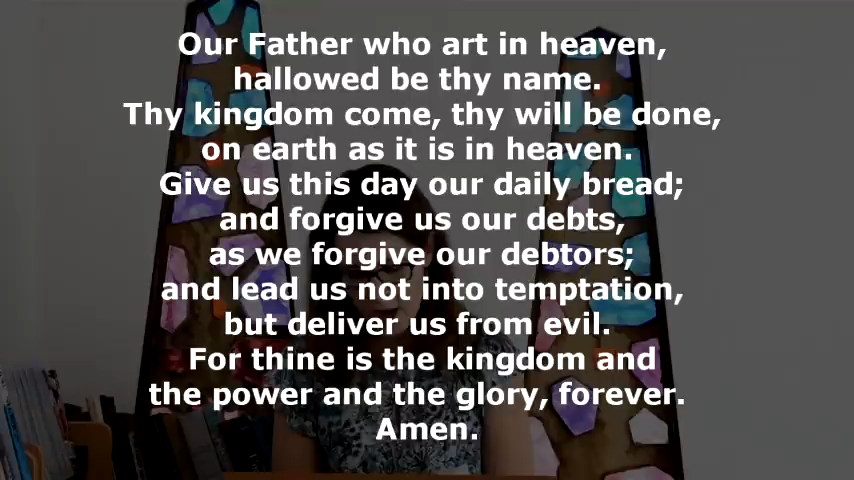 Our Father who art in heaven,
hallowed be thy name.
Thy kingdom come, thy will be done,
on earth as it is in heaven.
Give us this day our daily bread;
and forgive us our debts,
as we forgive our debtors;
and lead us not into temptation,
but deliver us from evil.
For thine is the kingdom and
the power and the glory, forever.
Amen.